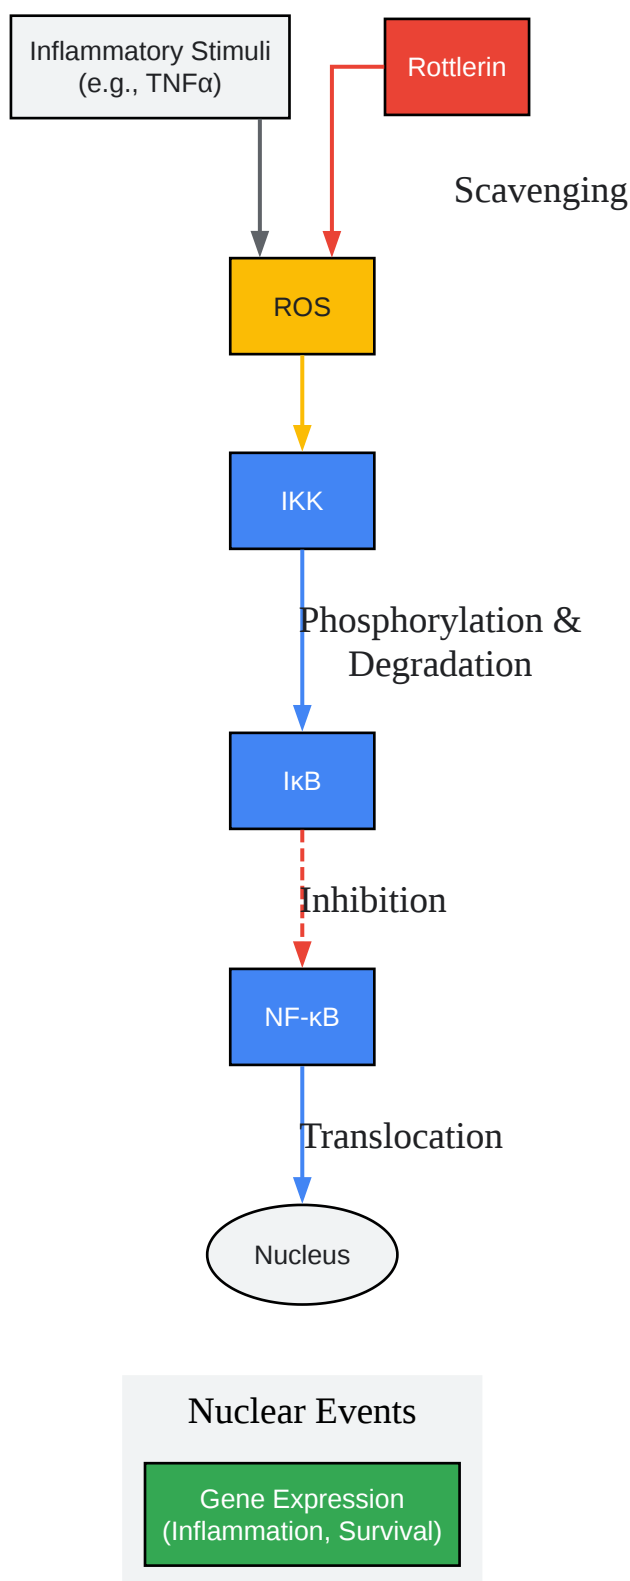 Inflammatory Stimuli
(e.g., TNFα)
Rottlerin
Scavenging
ROS
IKK
Phosphorylation &
Degradation
IκB
Inhibition
NF-κB
Translocation
Nucleus
Nuclear Events
Gene Expression
(Inflammation, Survival)